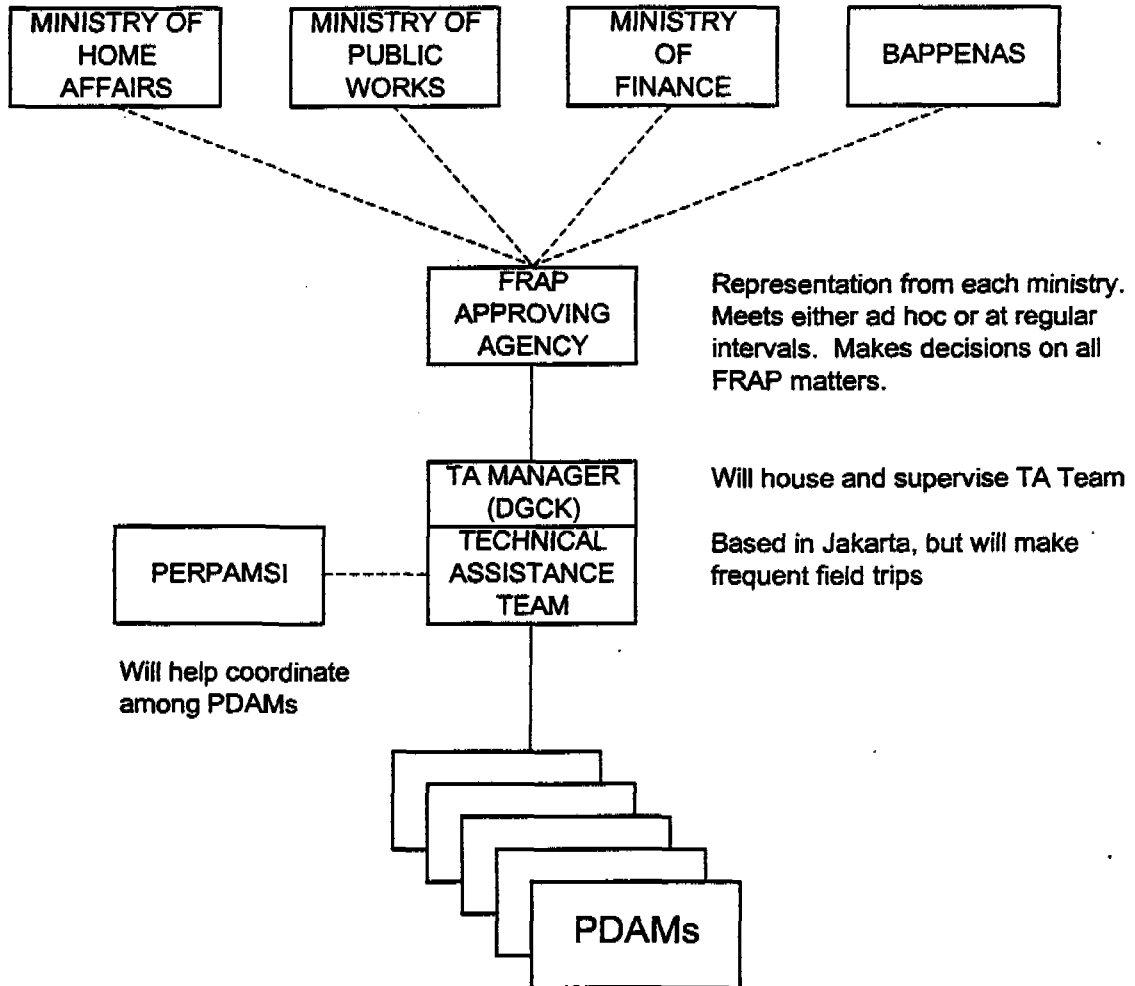 MINISTRY OF
HOME
AFFAIRS
MINISTRY OF
PUBLIC
WORKS
MINISTRY
OF
FINANCE
BAPPENAS
FRAP
APPROVING
AGENCY
Representation from each ministry.
Meets either ad hoc or at regular
intervals. Makes decisions on all
FRAP matters.
TA MANAGER
(DGCK)
Will house and supervise TA Team
TECHNICAL
ASSISTANCE
TEAM
Based in Jakarta, but will make
frequent field trips
PERPAMSI
Will help coordinate
among PDAMs
PDAMs